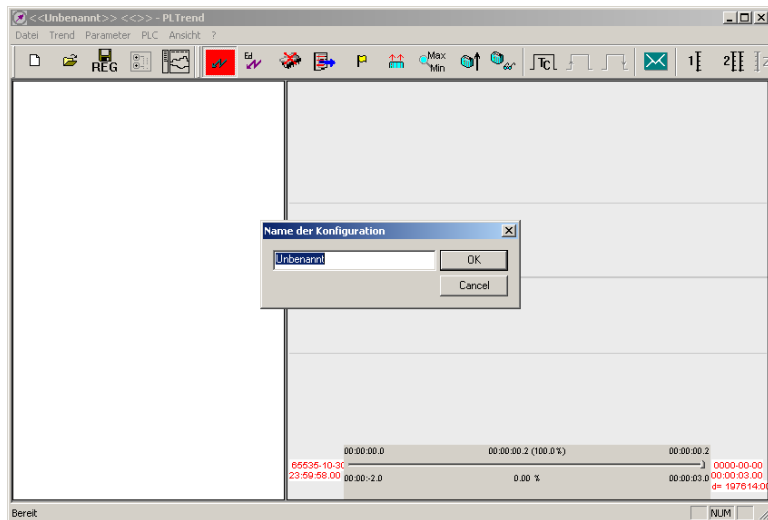 <<Unbenannt>> <<>> - PLTrend
Datei Trend Parameter PLC Ansicht ?
REG Ed Max Min TC 1 2
Name der Konfiguration
Unbenannt OK
Cancel
00:00:00.0 00:00:00.2 (100.0%) 00:00:00.2
65535-10-30 0000-00-00
23:59:58.00 00:00:-2.0 0.00 % 00:00:03.0 00:00:03.00
d= 197614:00
Bereit NUM